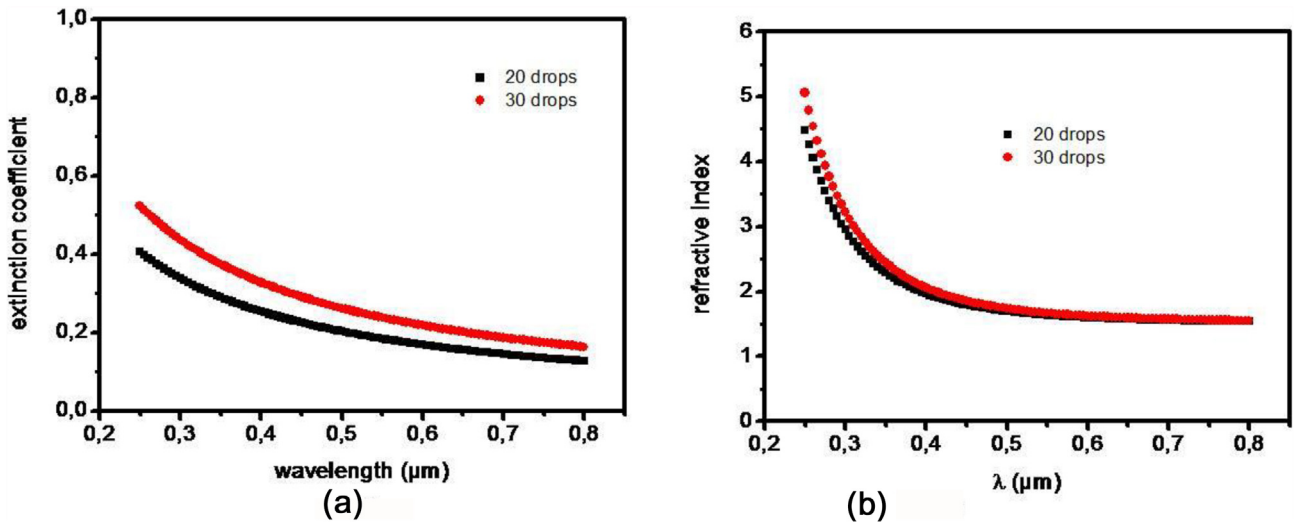 1,0
0,8
0,6
0,4
0,2
0,0
extinction coefficient
20 drops
30 drops
0,2 0,3 0,4 0,5 0,6 0,7 0,8
wavelength (µm)
(a)
6
5
4
3
2
1
0
refractive index
20 drops
30 drops
0,2 0,3 0,4 0,5 0,6 0,7 0,8
λ (µm)
(b)